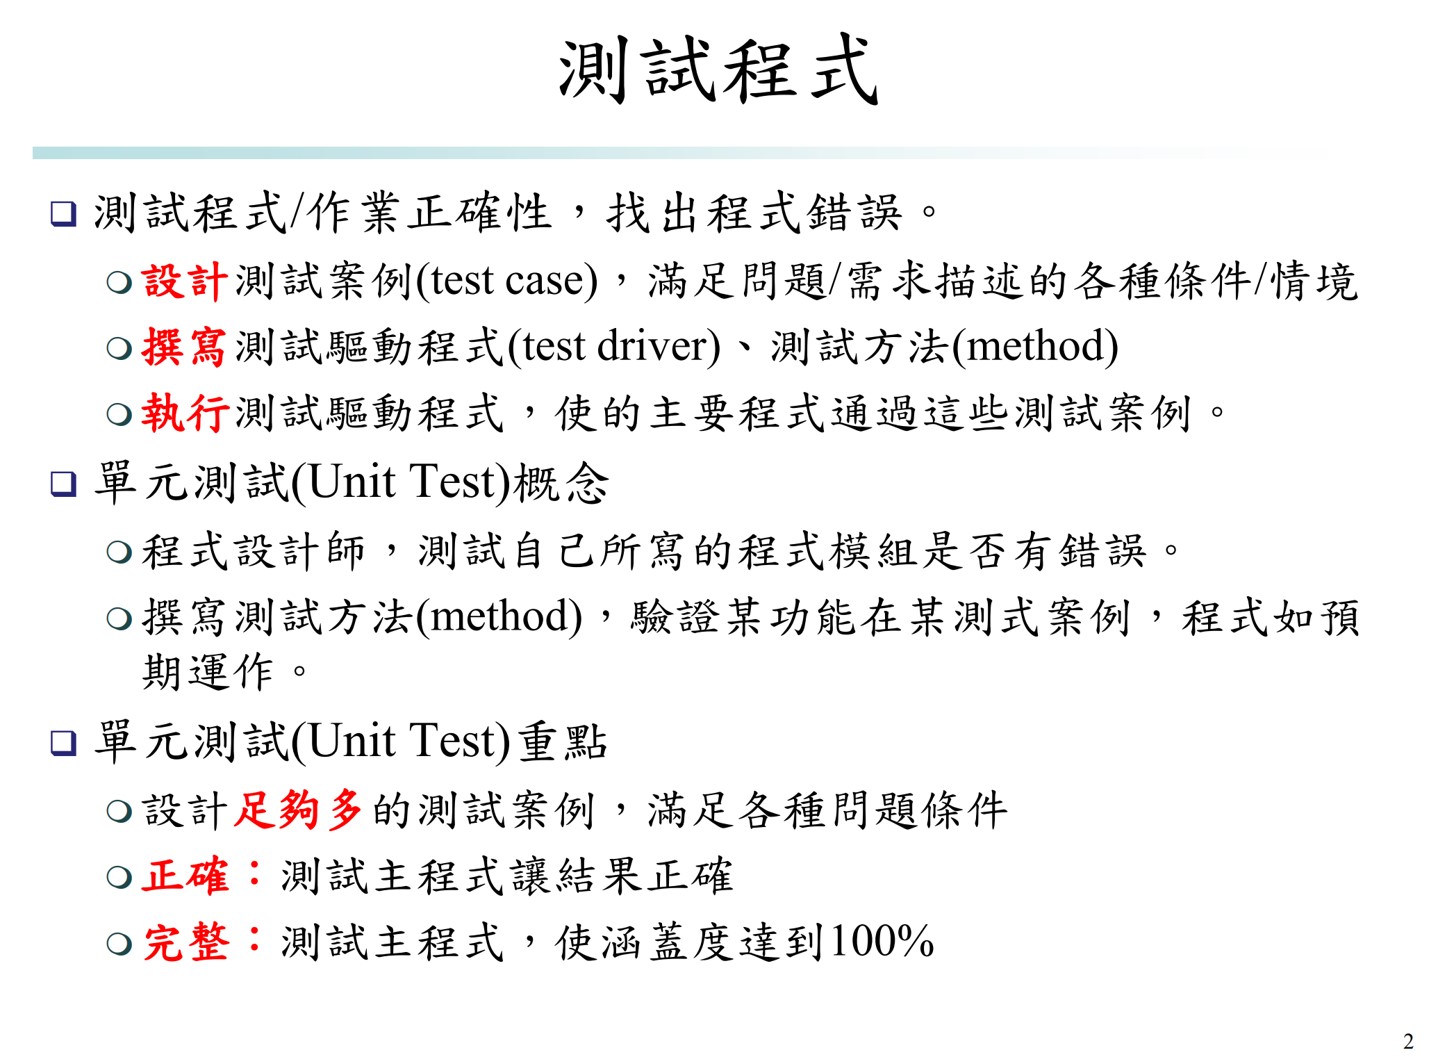 測試程式
測試程式/作業正確性，找出程式錯誤。
設計測試案例(test case)，滿足問題/需求描述的各種條件/情境
撰寫測試驅動程式(test driver)、測試方法(method)
執行測試驅動程式，使的主要程式通過這些測試案例。
單元測試(Unit Test)概念
程式設計師，測試自己所寫的程式模組是否有錯誤。
撰寫測試方法(method)，驗證某功能在某測式案例，程式如預
期運作。
單元測試(Unit Test)重點
設計足夠多的測試案例，滿足各種問題條件
正確：測試主程式讓結果正確
完整：測試主程式，使涵蓋度達到100%
2